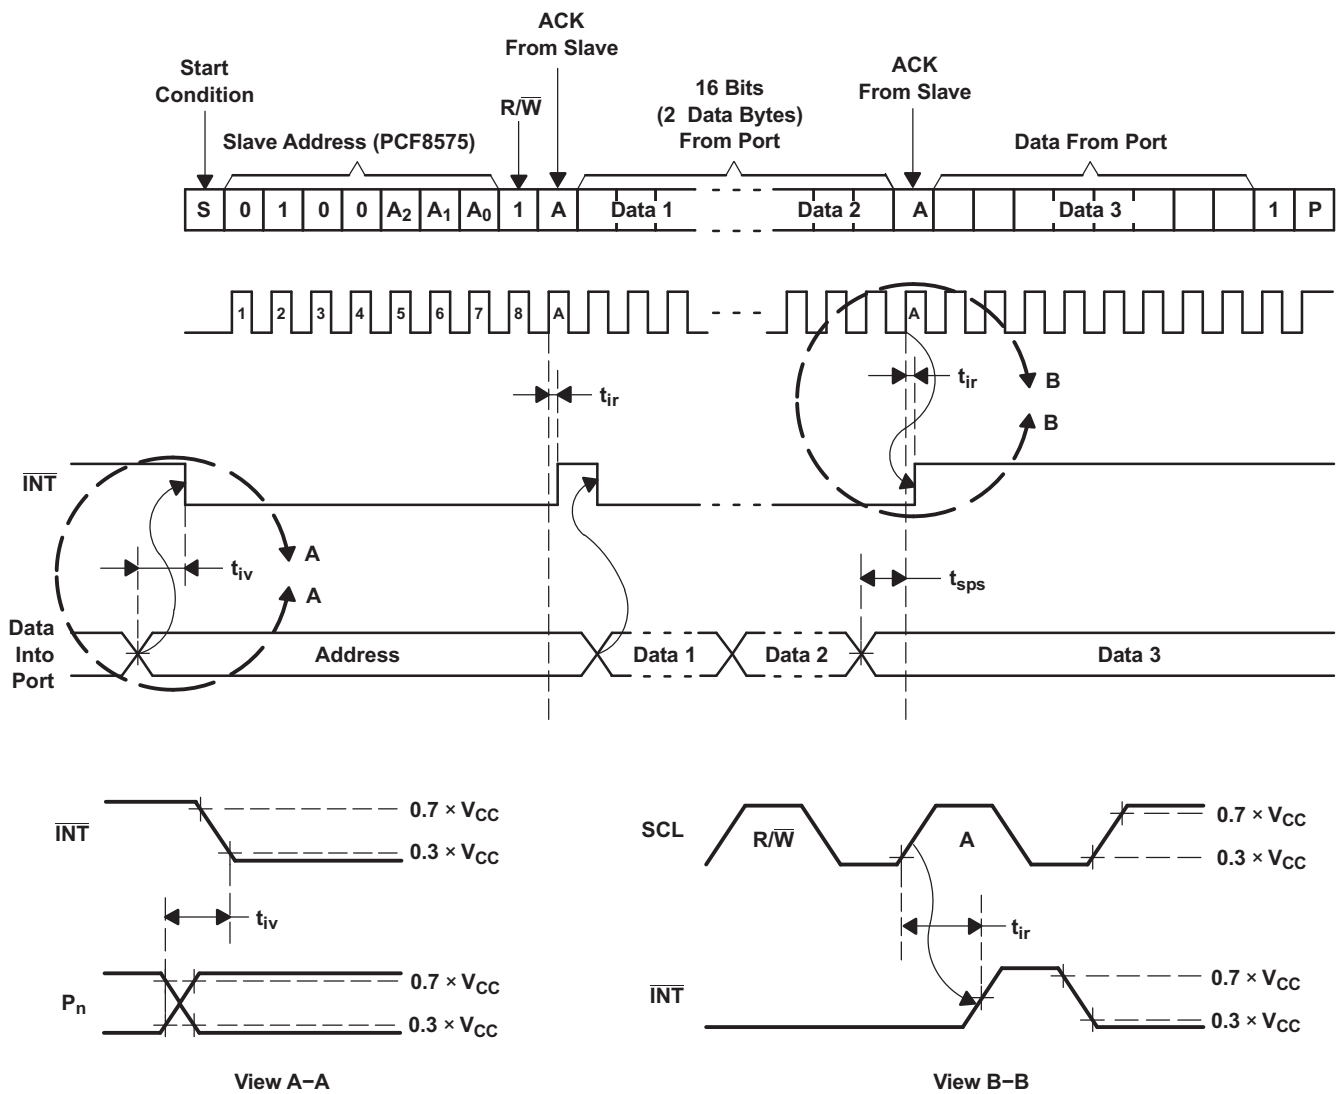 ACK
From Slave
Start
Condition
R/W̅
16 Bits
(2 Data Bytes)
From Port
ACK
From Slave
Slave Address (PCF8575)
Data From Port
S 0 1 0 0 A2 A1 A0 1 A Data 1 Data 2 A Data 3 1 P
1 2 3 4 5 6 7 8 A A
tir
tir
B
B
I̅N̅T̅
A
tiv
A
tsps
Data
Into
Port
Address Data 1 Data 2 Data 3
I̅N̅T̅
0.7 × VCC
0.3 × VCC
tiv
Pn
0.7 × VCC
0.3 × VCC
View A−A
SCL
R/W̅
A
0.7 × VCC
0.3 × VCC
tir
I̅N̅T̅
0.7 × VCC
0.3 × VCC
View B−B